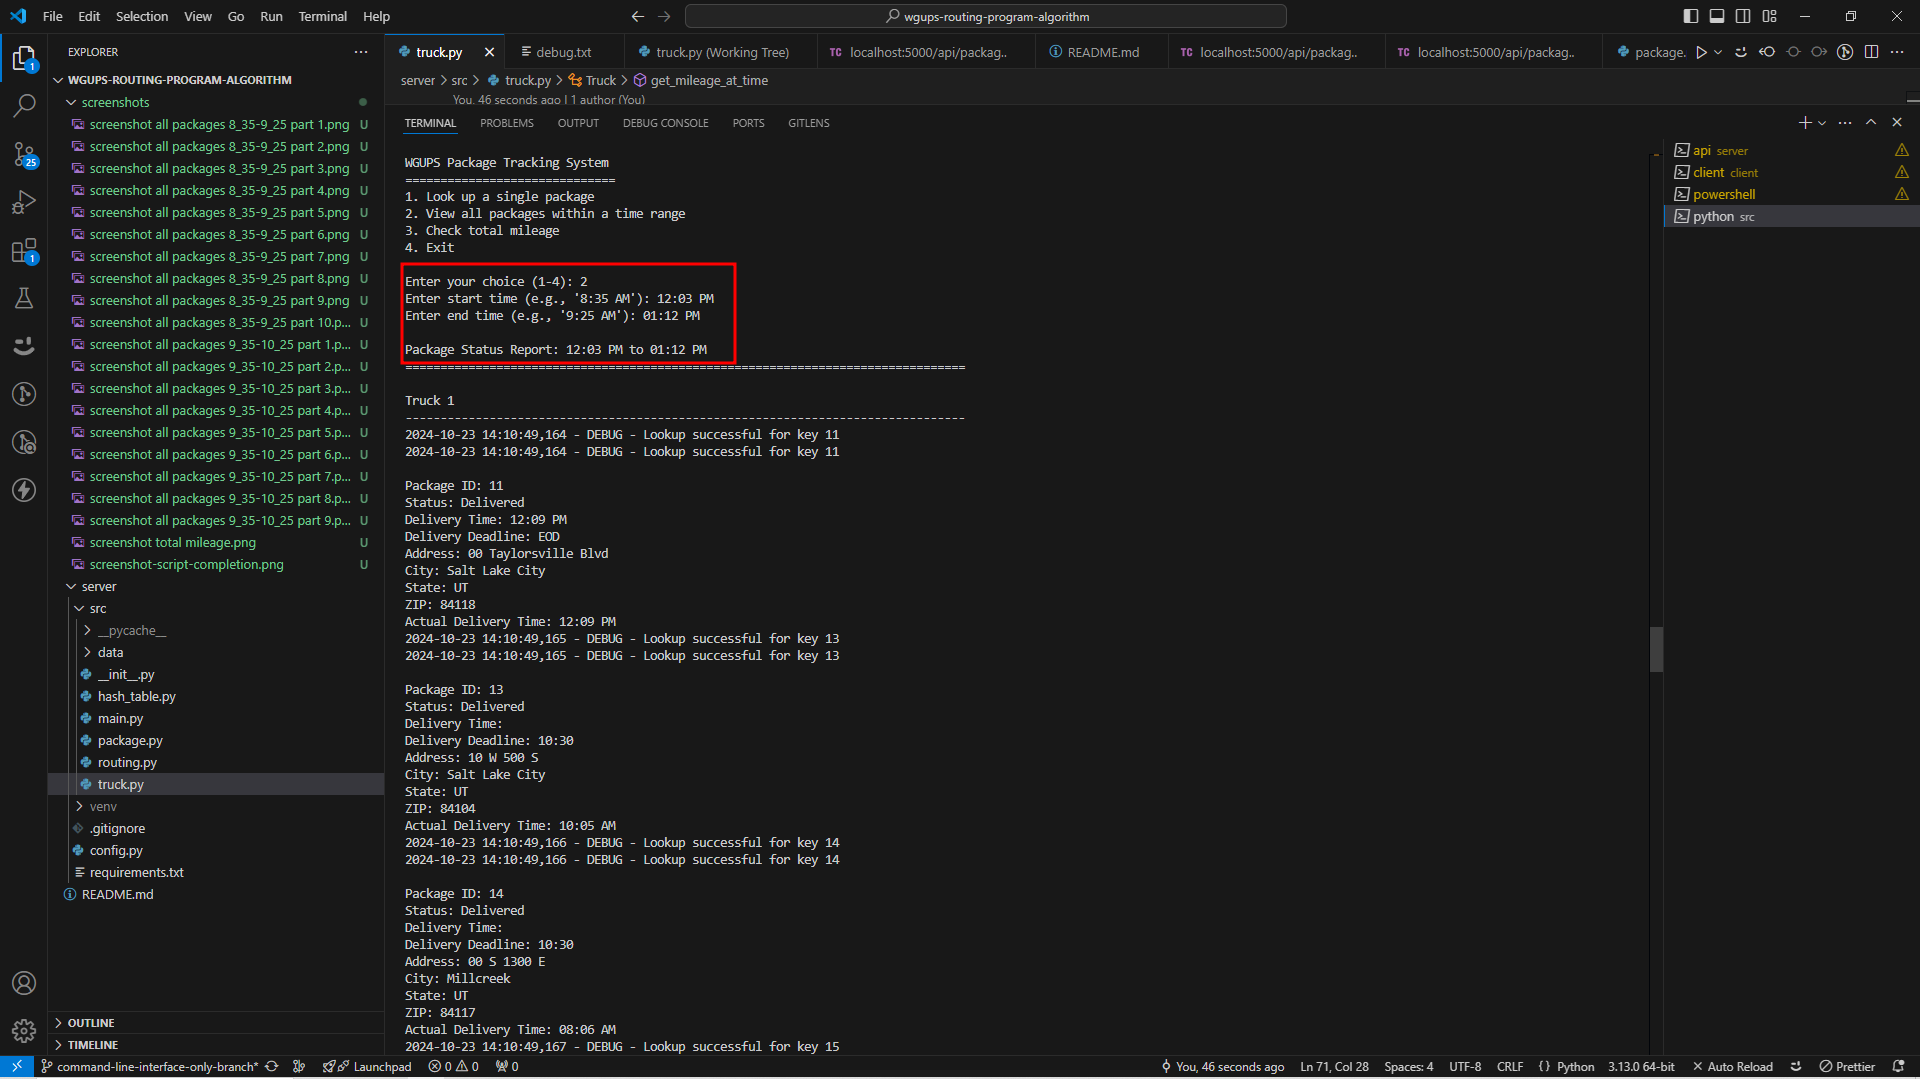 File Edit Selection View Go Run Terminal Help
wgups-routing-program-algorithm
EXPLORER
WGUPS-ROUTING-PROGRAM-ALGORITHM
screenshots
screenshot all packages 8_35-9_25 part 1.png U
screenshot all packages 8_35-9_25 part 2.png U
screenshot all packages 8_35-9_25 part 3.png U
screenshot all packages 8_35-9_25 part 4.png U
screenshot all packages 8_35-9_25 part 5.png U
screenshot all packages 8_35-9_25 part 6.png U
screenshot all packages 8_35-9_25 part 7.png U
screenshot all packages 8_35-9_25 part 8.png U
screenshot all packages 8_35-9_25 part 9.png U
screenshot all packages 8_35-9_25 part 10.p... U
screenshot all packages 9_35-10_25 part 1.p... U
screenshot all packages 9_35-10_25 part 2.p... U
screenshot all packages 9_35-10_25 part 3.p... U
screenshot all packages 9_35-10_25 part 4.p... U
screenshot all packages 9_35-10_25 part 5.p... U
screenshot all packages 9_35-10_25 part 6.p... U
screenshot all packages 9_35-10_25 part 7.p... U
screenshot all packages 9_35-10_25 part 8.p... U
screenshot all packages 9_35-10_25 part 9.p... U
screenshot total mileage.png U
screenshot-script-completion.png U
server
src
__pycache__
data
__init__.py
hash_table.py
main.py
package.py
routing.py
truck.py
venv
.gitignore
config.py
requirements.txt
README.md
OUTLINE
TIMELINE
1
25
1
truck.py debug.txt truck.py (Working Tree) TC localhost:5000/api/packag.. README.md TC localhost:5000/api/packag.. TC localhost:5000/api/packag.. package.
server > src > truck.py > Truck > get_mileage_at_time
You, 46 seconds ago | 1 author (You)
TERMINAL PROBLEMS OUTPUT DEBUG CONSOLE PORTS GITLENS
WGUPS Package Tracking System
==============================
1. Look up a single package
2. View all packages within a time range
3. Check total mileage
4. Exit
Enter your choice (1-4): 2
Enter start time (e.g., '8:35 AM'): 12:03 PM
Enter end time (e.g., '9:25 AM'): 01:12 PM
Package Status Report: 12:03 PM to 01:12 PM
================================================================================
Truck 1
--------------------------------------------------------------------------------
2024-10-23 14:10:49,164 - DEBUG - Lookup successful for key 11
2024-10-23 14:10:49,164 - DEBUG - Lookup successful for key 11
Package ID: 11
Status: Delivered
Delivery Time: 12:09 PM
Delivery Deadline: EOD
Address: 00 Taylorsville Blvd
City: Salt Lake City
State: UT
ZIP: 84118
Actual Delivery Time: 12:09 PM
2024-10-23 14:10:49,165 - DEBUG - Lookup successful for key 13
2024-10-23 14:10:49,165 - DEBUG - Lookup successful for key 13
Package ID: 13
Status: Delivered
Delivery Time:
Delivery Deadline: 10:30
Address: 10 W 500 S
City: Salt Lake City
State: UT
ZIP: 84104
Actual Delivery Time: 10:05 AM
2024-10-23 14:10:49,166 - DEBUG - Lookup successful for key 14
2024-10-23 14:10:49,166 - DEBUG - Lookup successful for key 14
Package ID: 14
Status: Delivered
Delivery Time:
Delivery Deadline: 10:30
Address: 00 S 1300 E
City: Millcreek
State: UT
ZIP: 84117
Actual Delivery Time: 08:06 AM
2024-10-23 14:10:49,167 - DEBUG - Lookup successful for key 15
api server
client client
powershell
python src
command-line-interface-only-branch* Launchpad 0 0 0 You, 46 seconds ago Ln 71, Col 28 Spaces: 4 UTF-8 CRLF {} Python 3.13.0 64-bit Auto Reload Prettier